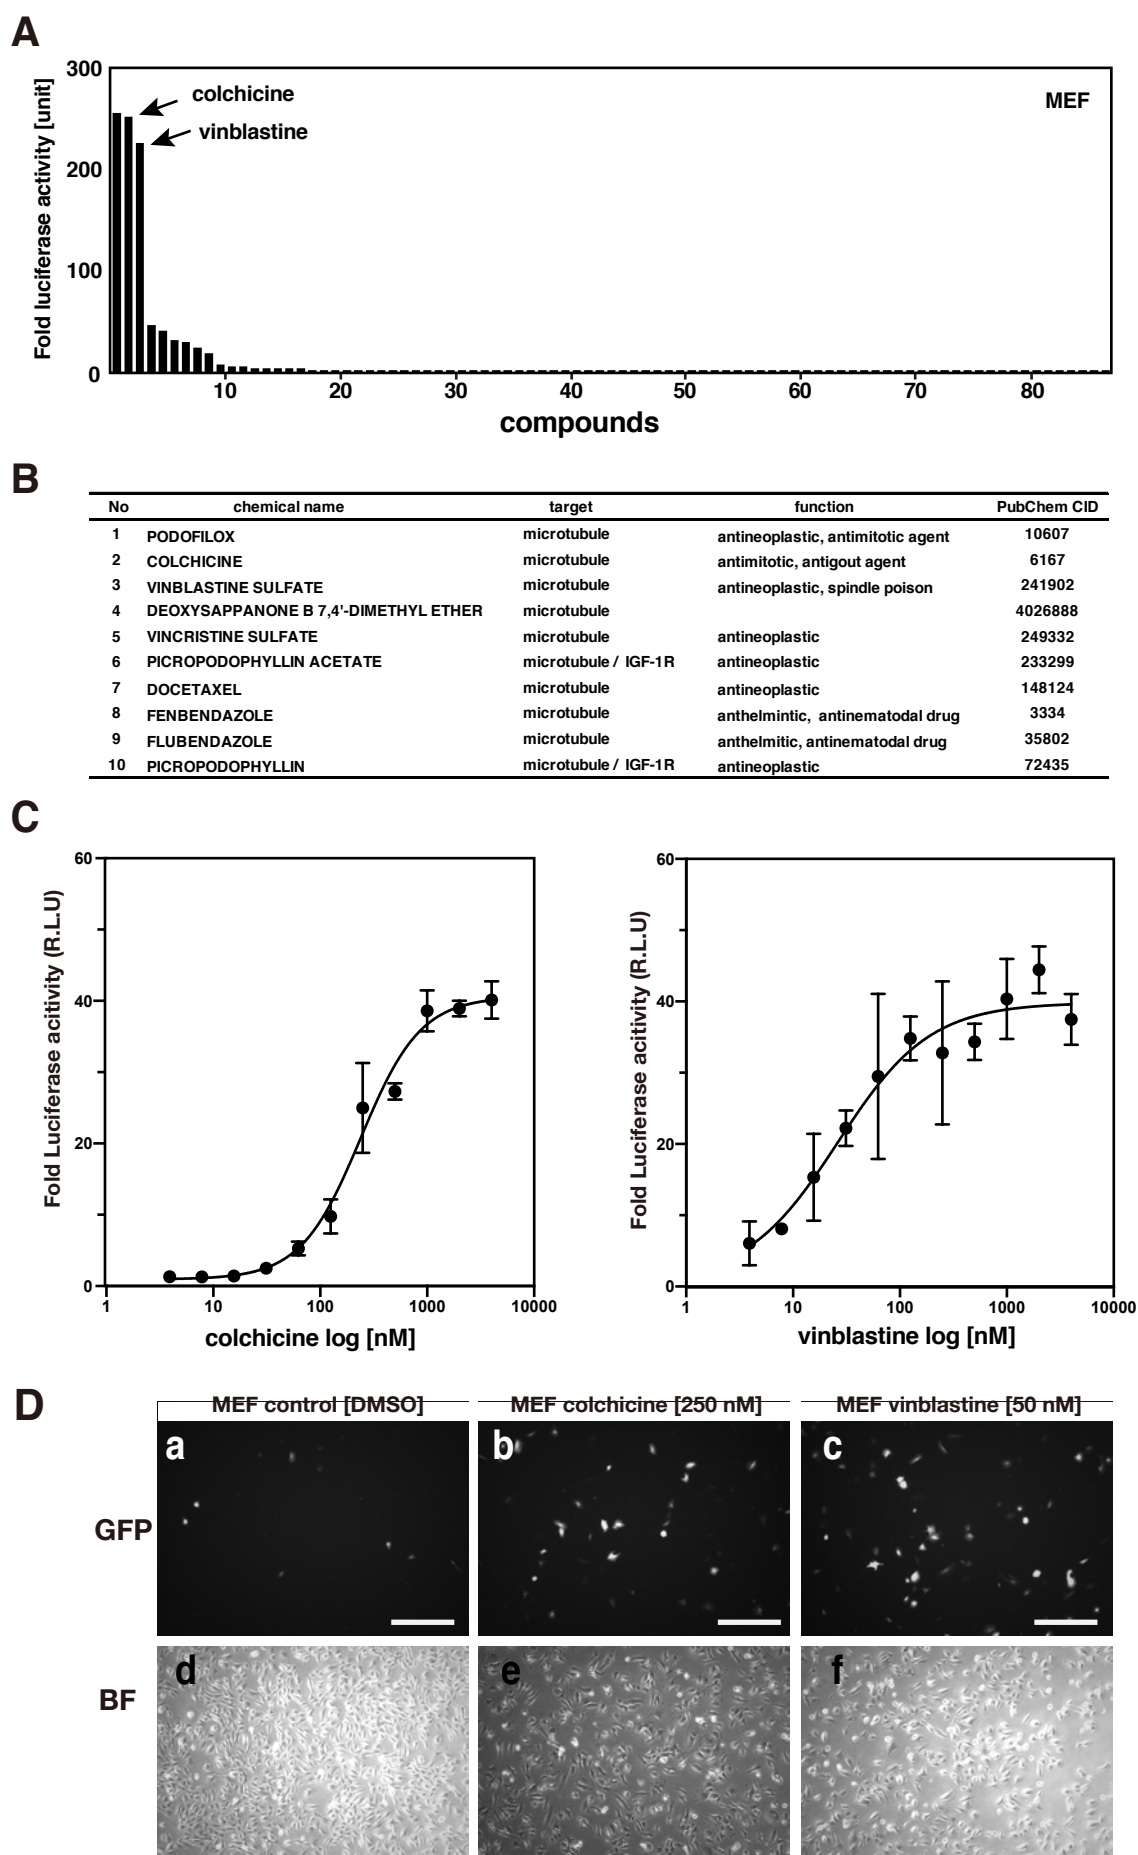 A
300
200
100
0
Fold luciferase activity [unit]
colchicine
vinblastine
MEF
10 20 30 40 50 60 70 80
compounds
B
No chemical name target function PubChem CID
1 PODOFILOX microtubule antineoplastic, antimitotic agent 10607
2 COLCHICINE microtubule antimitotic, antigout agent 6167
3 VINBLASTINE SULFATE microtubule antineoplastic, spindle poison 241902
4 DEOXYSAPPANONE B 7,4'-DIMETHYL ETHER microtubule 4026888
5 VINCRISTINE SULFATE microtubule antineoplastic 249332
6 PICROPODOPHYLLIN ACETATE microtubule / IGF-1R antineoplastic 233299
7 DOCETAXEL microtubule antineoplastic 148124
8 FENBENDAZOLE microtubule anthelmintic, antinematodal drug 3334
9 FLUBENDAZOLE microtubule anthelmitic, antinematodal drug 35802
10 PICROPODOPHYLLIN microtubule / IGF-1R antineoplastic 72435
C
60
40
20
0
Fold Luciferase acitivity (R.L.U)
1 10 100 1000 10000
colchicine log [nM]
60
40
20
0
Fold Luciferase acitivity (R.L.U)
1 10 100 1000 10000
vinblastine log [nM]
D
MEF control [DMSO] MEF colchicine [250 nM] MEF vinblastine [50 nM]
GFP
a b c
BF
d e f